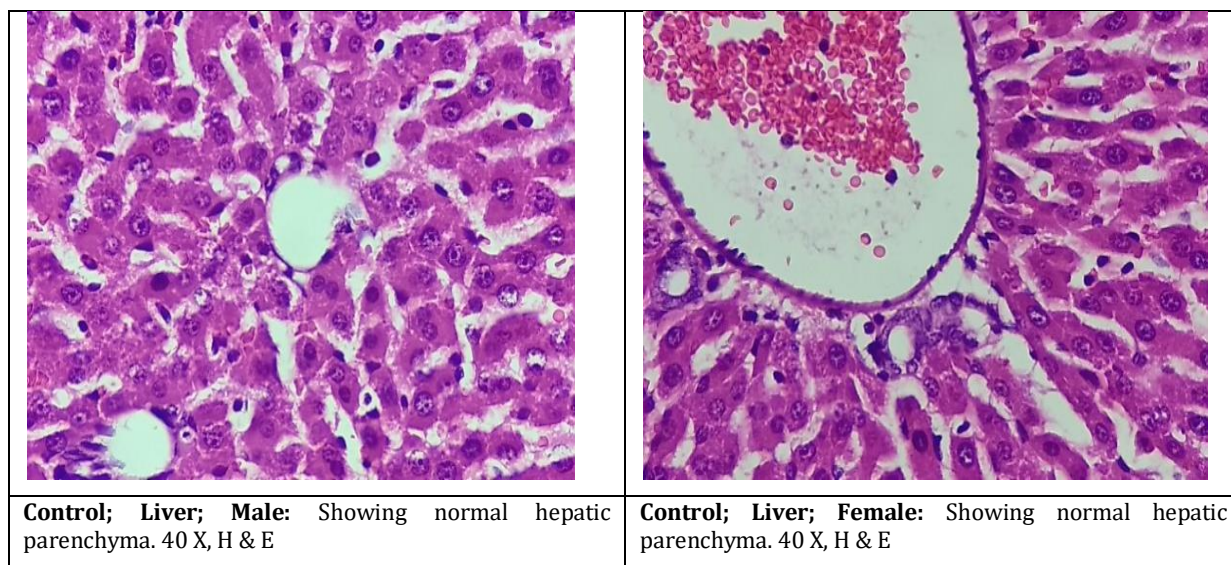 Control; Liver; Male: Showing normal hepatic
parenchyma. 40 X, H & E
Control; Liver; Female: Showing normal hepatic
parenchyma. 40 X, H & E